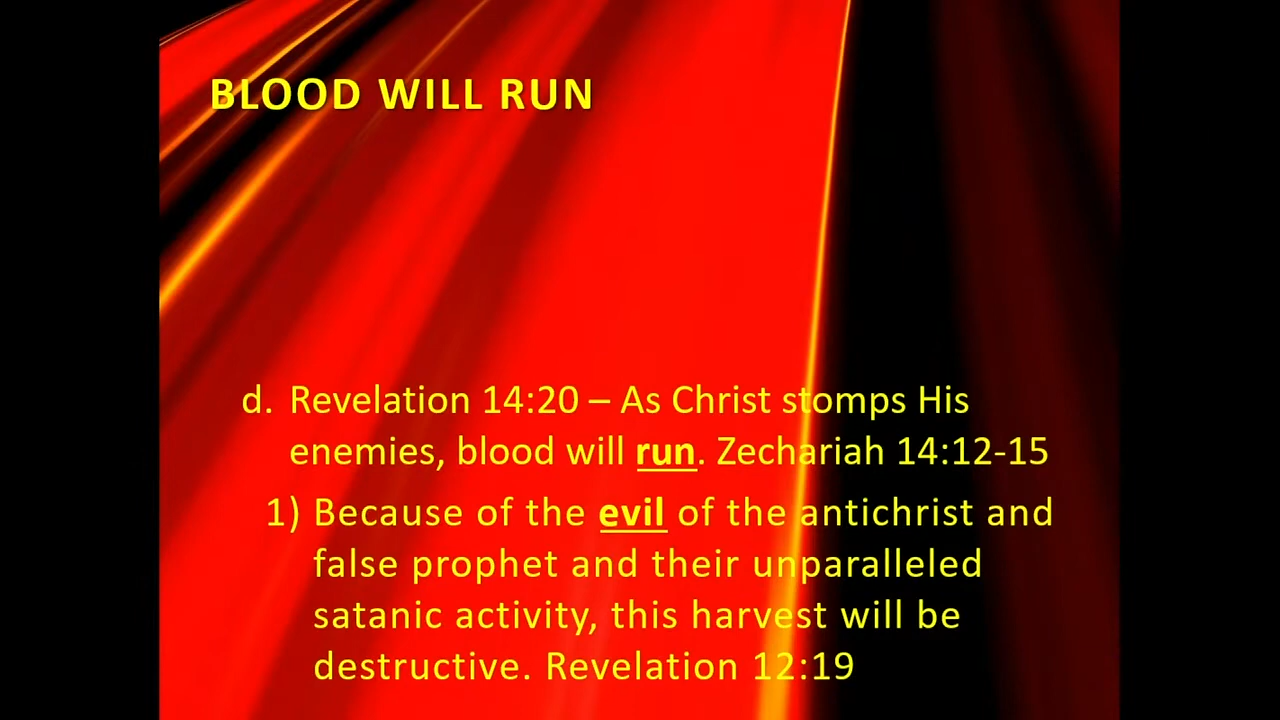 BLOOD WILL RUN
d. Revelation 14:20 – As Christ stomps His
enemies, blood will run. Zechariah 14:12-15
1) Because of the evil of the antichrist and
false prophet and their unparalleled
satanic activity, this harvest will be
destructive. Revelation 12:19